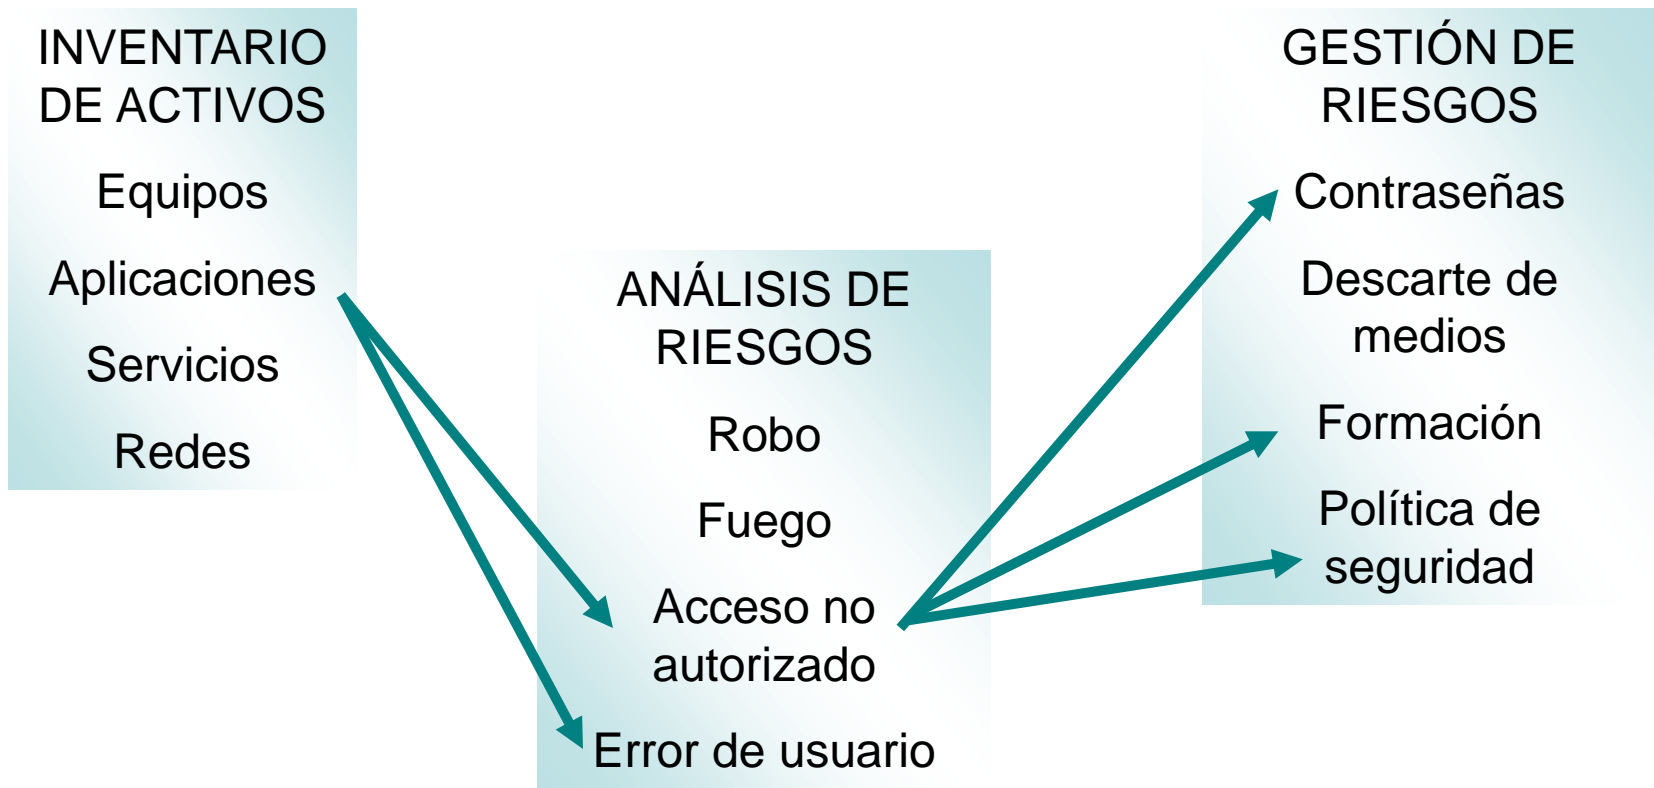 INVENTARIO
DE ACTIVOS
Equipos
Aplicaciones
Servicios
Redes
ANÁLISIS DE
RIESGOS
Robo
Fuego
Acceso no
autorizado
Error de usuario
GESTIÓN DE
RIESGOS
Contraseñas
Descarte de
medios
Formación
Política de
seguridad